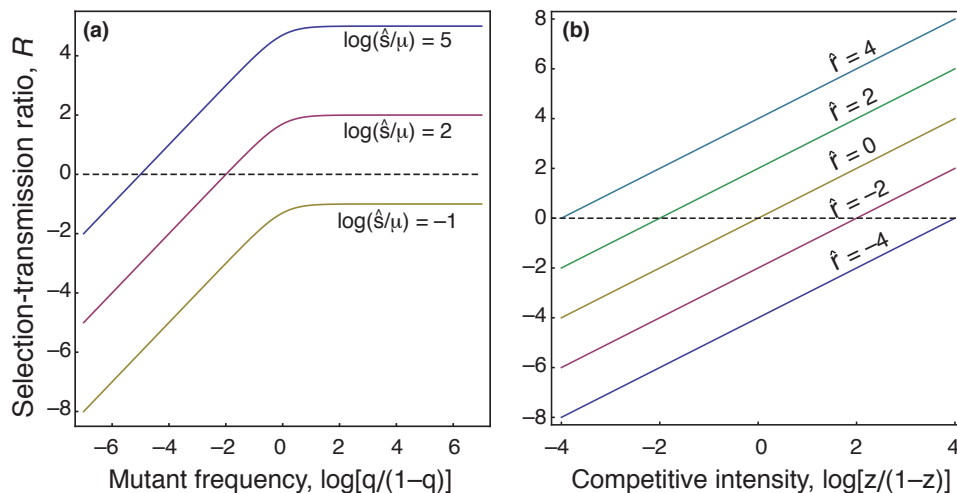 (a)
log(ŝ/μ) = 5
log(ŝ/μ) = 2
log(ŝ/μ) = −1
Selection-transmission ratio, R
4
2
0
−2
−4
−6
−8
−6 −4 −2 0 2 4 6
Mutant frequency, log[q/(1−q)]
(b)
r̂ = 4
r̂ = 2
r̂ = 0
r̂ = −2
r̂ = −4
8
6
4
2
0
−2
−4
−6
−8
−4 −2 0 2 4
Competitive intensity, log[z/(1−z)]